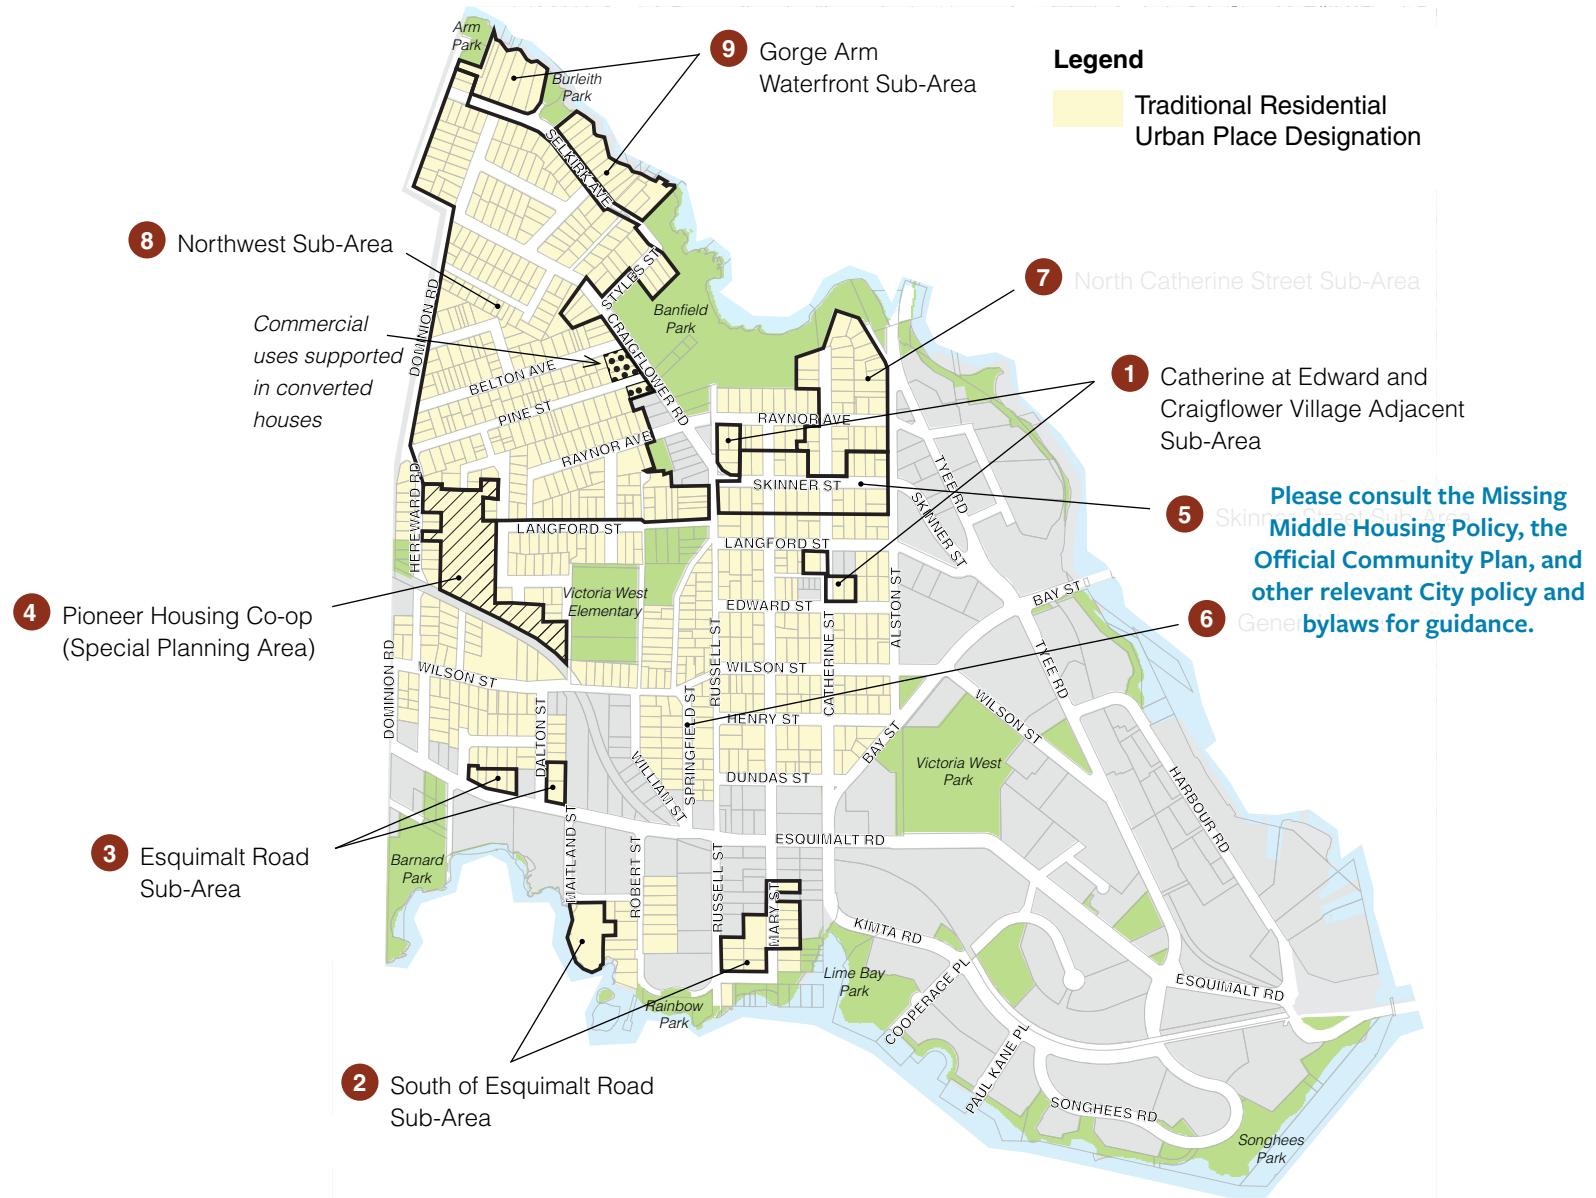 Arm
Park
9 Gorge Arm
Waterfront Sub-Area
Legend
Traditional Residential
Urban Place Designation
Burleith
Park
SELKIRK AVE
8 Northwest Sub-Area
STYLES ST
7 North Catherine Street Sub-Area
DOMINION RD
Banfield
Park
Commercial
uses supported
in converted
houses
CRAIGFLOWER RD
BELTON AVE
1 Catherine at Edward and
Craigflower Village Adjacent
Sub-Area
PINE ST
RAYNOR AVE
RAYNOR AVE
TYEE RD
SKINNER ST
SKINNER ST
5 Skinner Street Sub-Area
Please consult the Missing
Middle Housing Policy, the
Official Community Plan, and
other relevant City policy and
bylaws for guidance.
HEREWARD RD
LANGFORD ST
LANGFORD ST
4 Pioneer Housing Co-op
(Special Planning Area)
Victoria West
Elementary
EDWARD ST
ALSTON ST
BAY ST
6 Gener
RUSSELL ST
CATHERINE ST
TYEE RD
DOMINION RD
WILSON ST
WILSON ST
WILSON ST
DALTON ST
SPRINGFIELD ST
HENRY ST
BAY ST
WILLIAM ST
DUNDAS ST
Victoria West
Park
HARBOUR RD
3 Esquimalt Road
Sub-Area
Barnard
Park
MAITLAND ST
ROBERT ST
RUSSELL ST
ESQUIMALT RD
MARY ST
KIMTA RD
Lime Bay
Park
COOPERAGE PL
ESQUIMALT RD
Rainbow
Park
PAUL KANE PL
2 South of Esquimalt Road
Sub-Area
SONGHEES RD
Songhees
Park